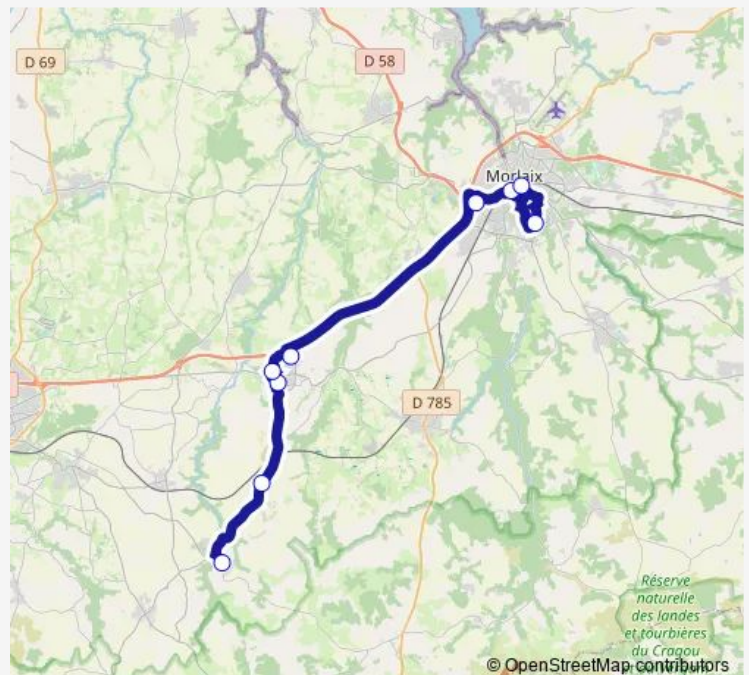 D 69
D 58
Morlaix
D 785
Réserve
naturelle
des landes
et tourbières
du Cragou
© OpenStreetMap contributors